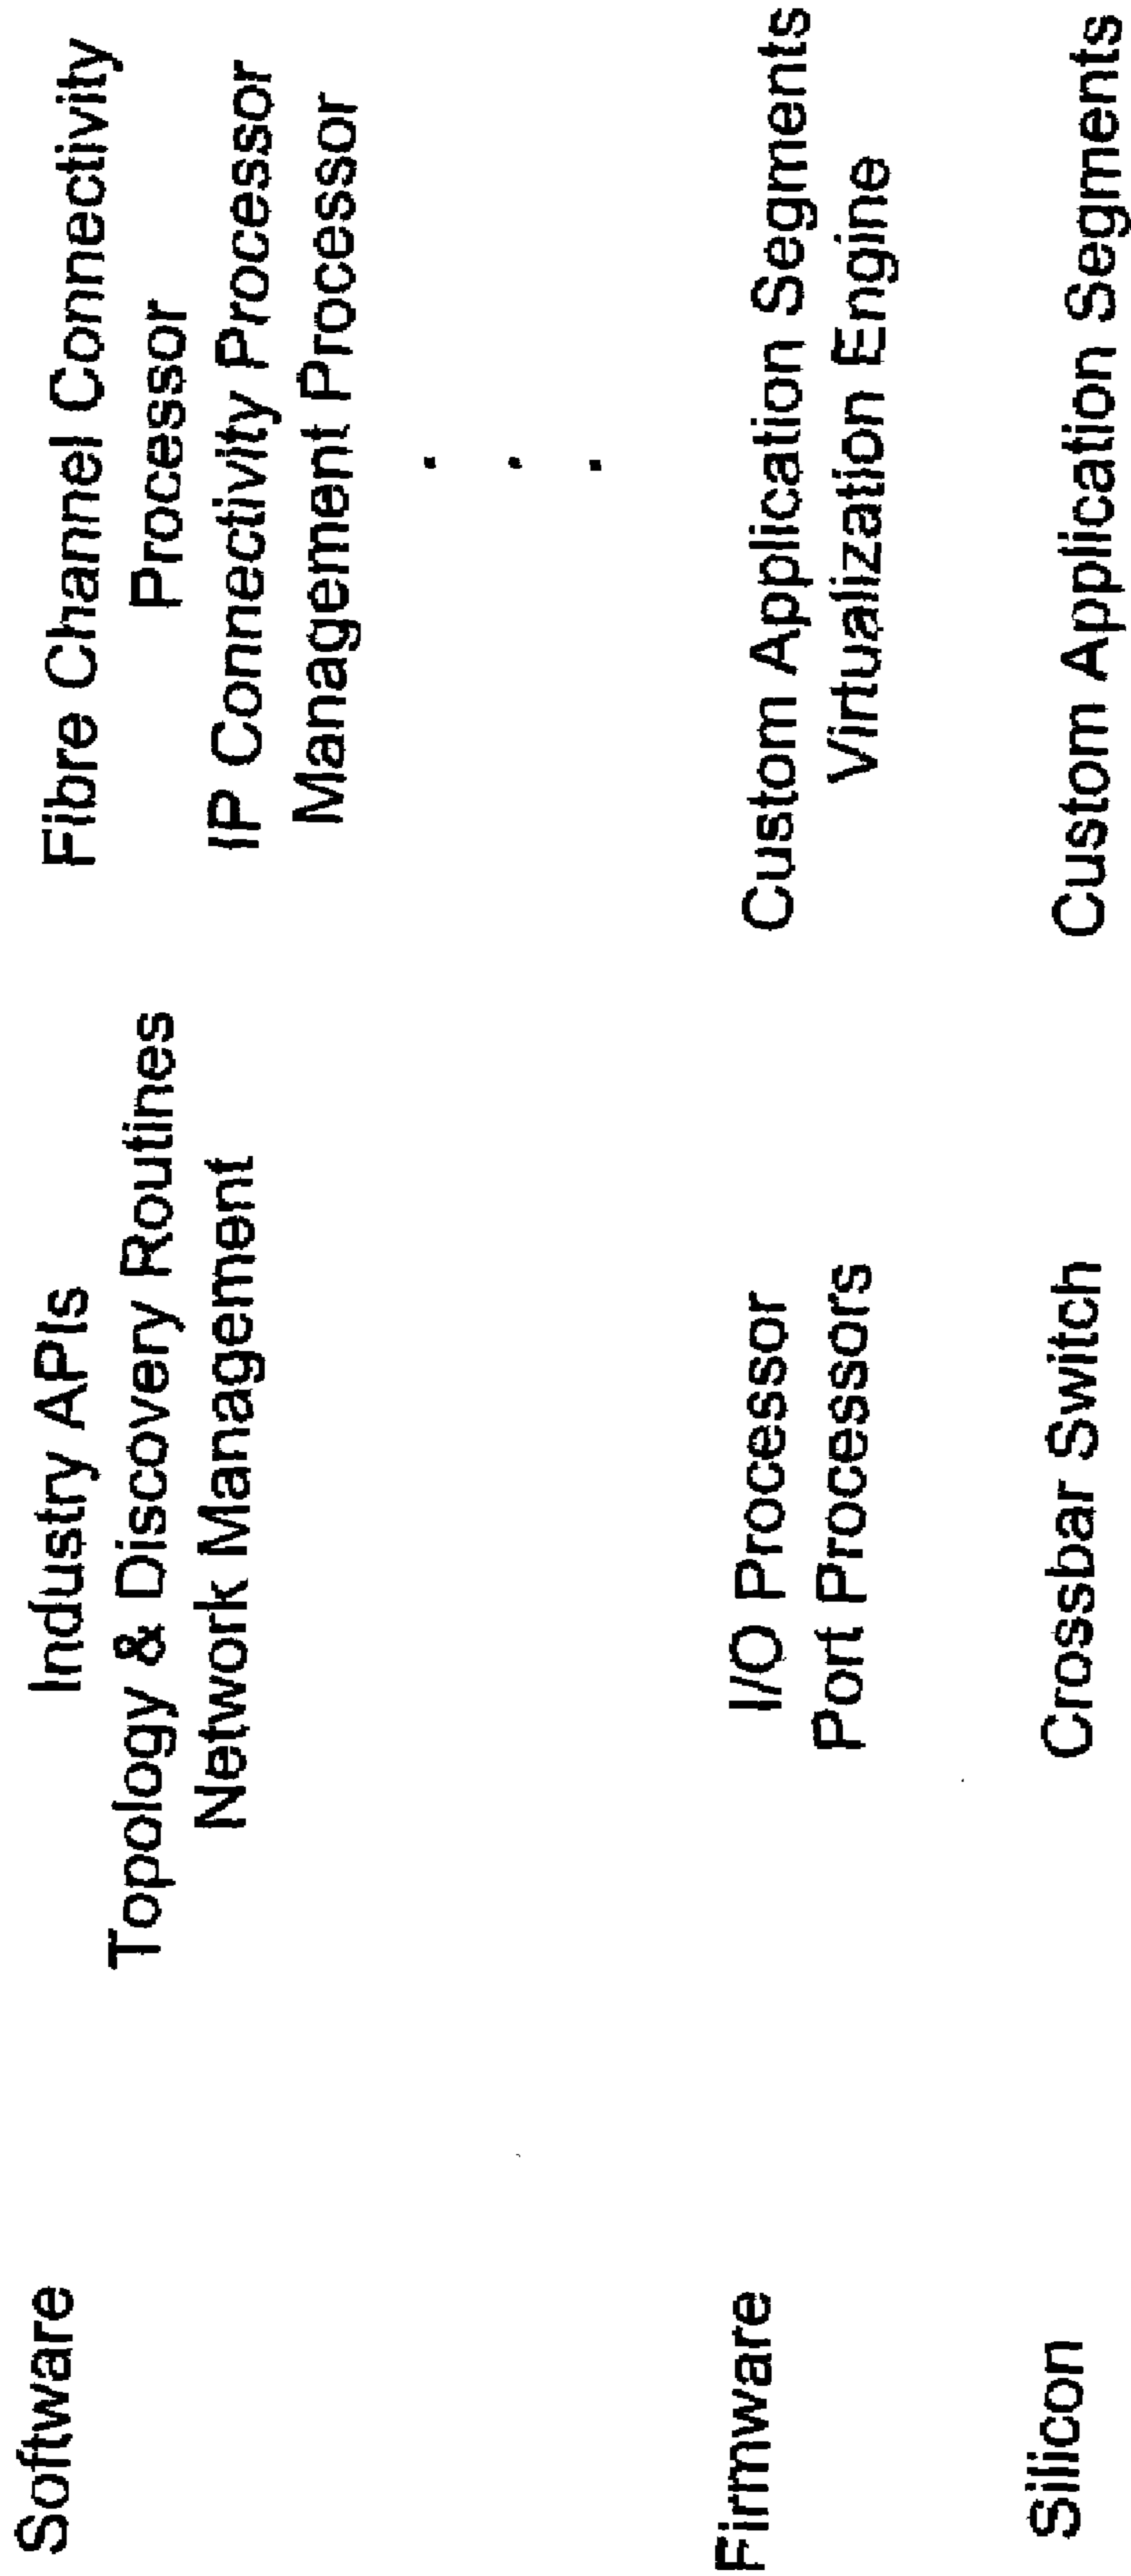 Software
Industry APIs
Topology & Discovery Routines
Network Management
Fibre Channel Connectivity
Processor
IP Connectivity Processor
Management Processor
.
.
.
Firmware
I/O Processor
Port Processors
Custom Application Segments
Virtualization Engine
Silicon
Crossbar Switch
Custom Application Segments